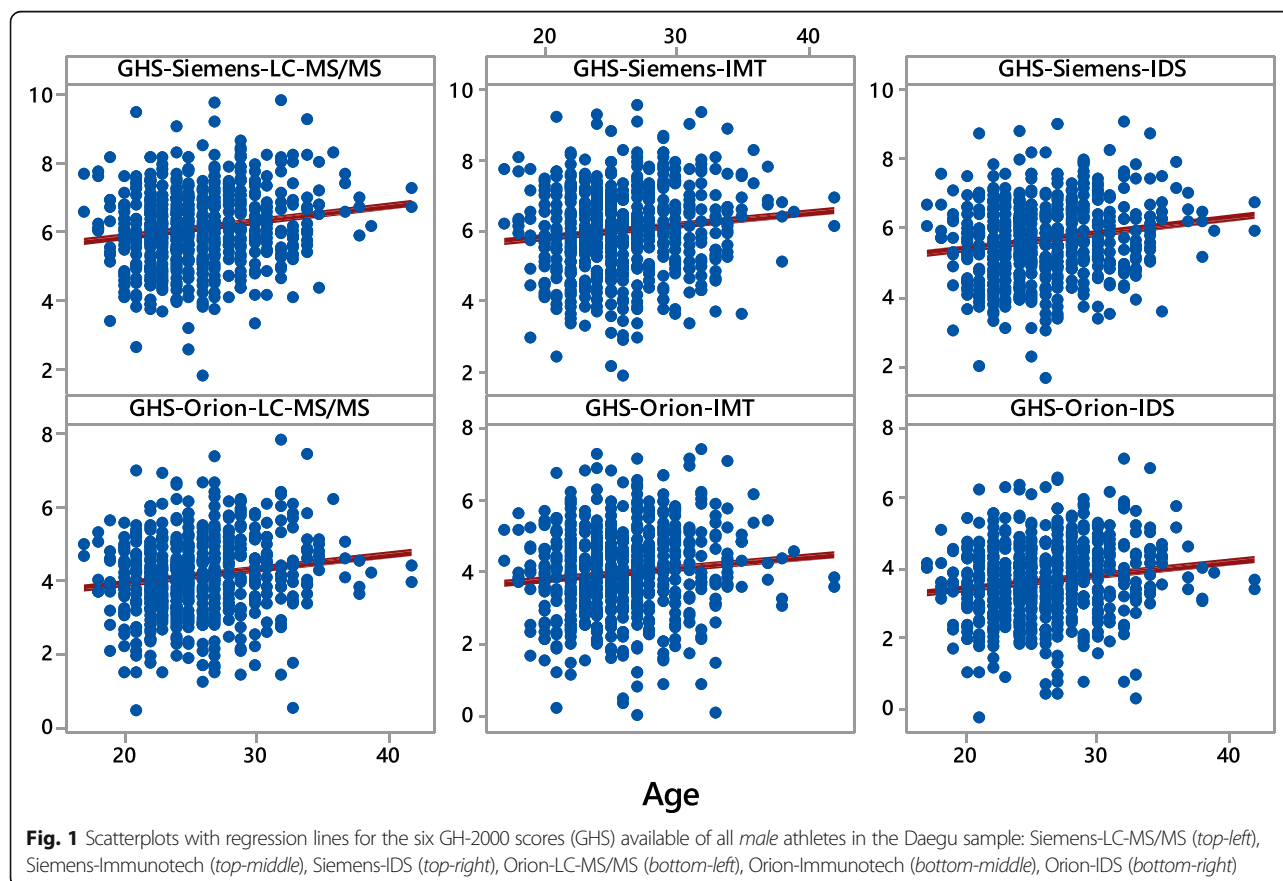 20 30 40
GHS-Siemens-LC-MS/MS GHS-Siemens-IMT GHS-Siemens-IDS
10 10 10
8 8 8
6 6 6
4 4 4
2 2 2
GHS-Orion-LC-MS/MS GHS-Orion-IMT GHS-Orion-IDS
8 8 8
6 6 6
4 4 4
2 2 2
0 0 0
20 30 40 20 30 40
Age
Fig. 1 Scatterplots with regression lines for the six GH-2000 scores (GHS) available of all male athletes in the Daegu sample: Siemens-LC-MS/MS (top-left),
Siemens-Immunotech (top-middle), Siemens-IDS (top-right), Orion-LC-MS/MS (bottom-left), Orion-Immunotech (bottom-middle), Orion-IDS (bottom-right)